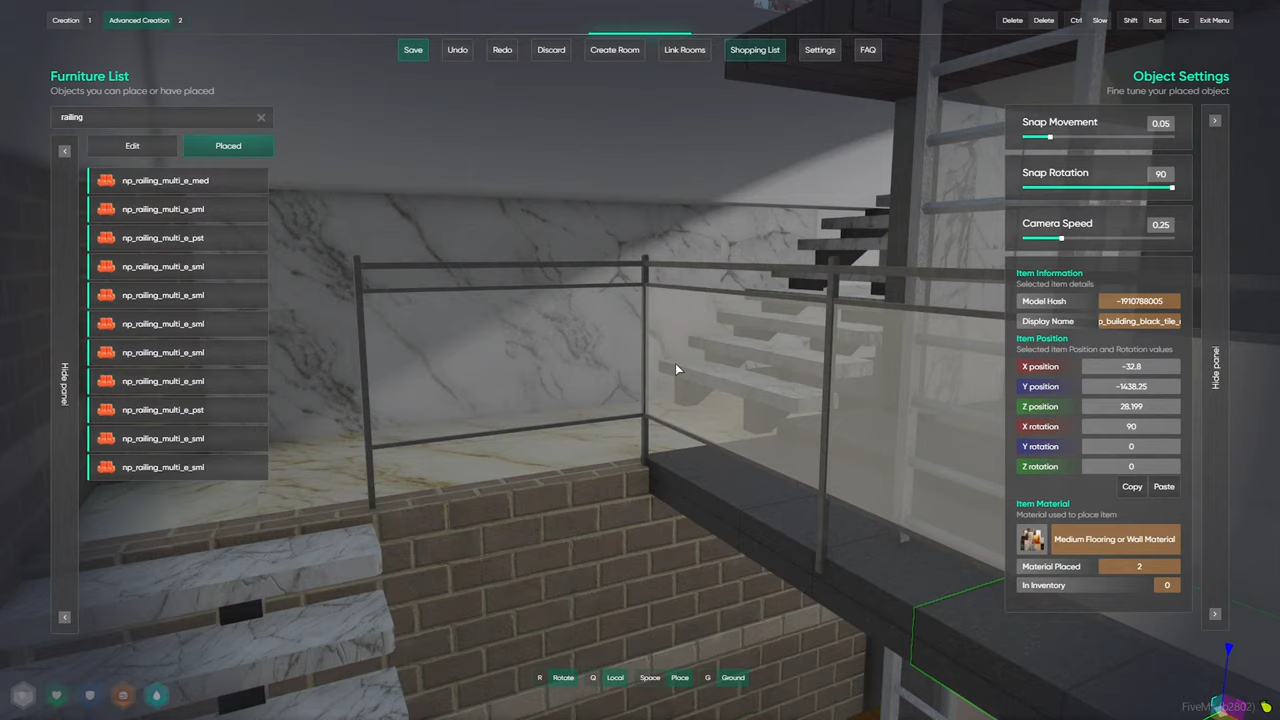 Creation 1 Advanced Creation 2
Delete Delete Ctrl Slow Shift Fast Esc Exit Menu
Save Undo Redo Discard Create Room Link Rooms Shopping List Settings FAQ
Furniture List
Objects you can place or have placed
railing
Edit Placed
np_railing_multi_e_med
np_railing_multi_e_sml
np_railing_multi_e_pst
np_railing_multi_e_sml
np_railing_multi_e_sml
np_railing_multi_e_sml
np_railing_multi_e_sml
np_railing_multi_e_sml
np_railing_multi_e_pst
np_railing_multi_e_sml
np_railing_multi_e_sml
Hide panel
Object Settings
Fine tune your placed object
Snap Movement 0.05
Snap Rotation 90
Camera Speed 0.25
Item Information
Selected item details
Model Hash -1910788005
Display Name p_building_black_tile_
Item Position
Selected item Position and Rotation values
X position -32.8
Y position -1438.25
Z position 28.199
X rotation 90
Y rotation 0
Z rotation 0
Copy Paste
Item Material
Material used to place item
Medium Flooring or Wall Material
Material Placed 2
In Inventory 0
Hide panel
R Rotate Q Local Space Place G Ground